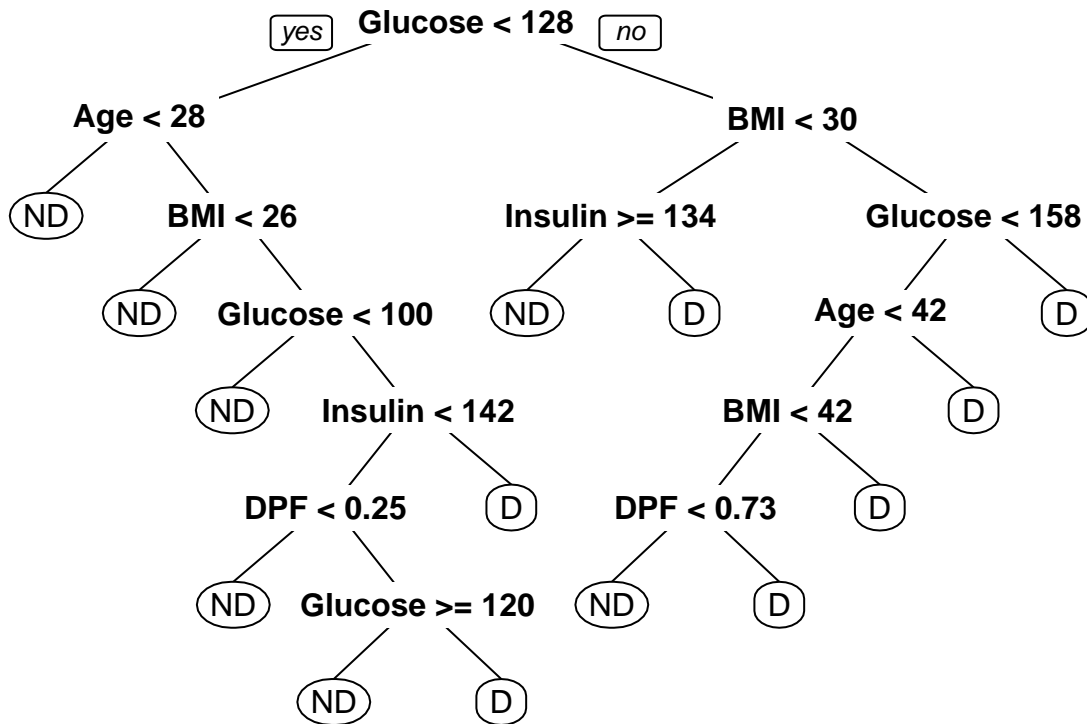 yes Glucose < 128 no
Age < 28 BMI < 30
ND BMI < 26 Insulin >= 134 Glucose < 158
ND Glucose < 100 ND D Age < 42 D
ND Insulin < 142 BMI < 42 D
DPF < 0.25 D DPF < 0.73 D
ND Glucose >= 120 ND D
ND D